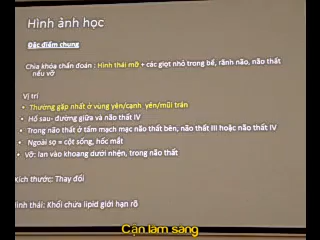 Hình ảnh học
Đặc điểm chung
Chìa khóa chẩn đoán : Hình thái mỡ + các giọt nhỏ trong bể, rãnh não, não thất
nếu vỡ
Vị trí
• Thường gặp nhất ở vùng yên/cạnh yên/mũi trán
• Hố sau- đường giữa và não thất IV
• Trong não thất ở tấm mạch mạc não thất bên, não thất III hoặc não thất IV
• Ngoài sọ = cột sống, hốc mắt
• Vỡ: lan vào khoang dưới nhện, trong não thất
Kích thước: Thay đổi
Hình thái: Khối chứa lipid giới hạn rõ
Cận lâm sàng